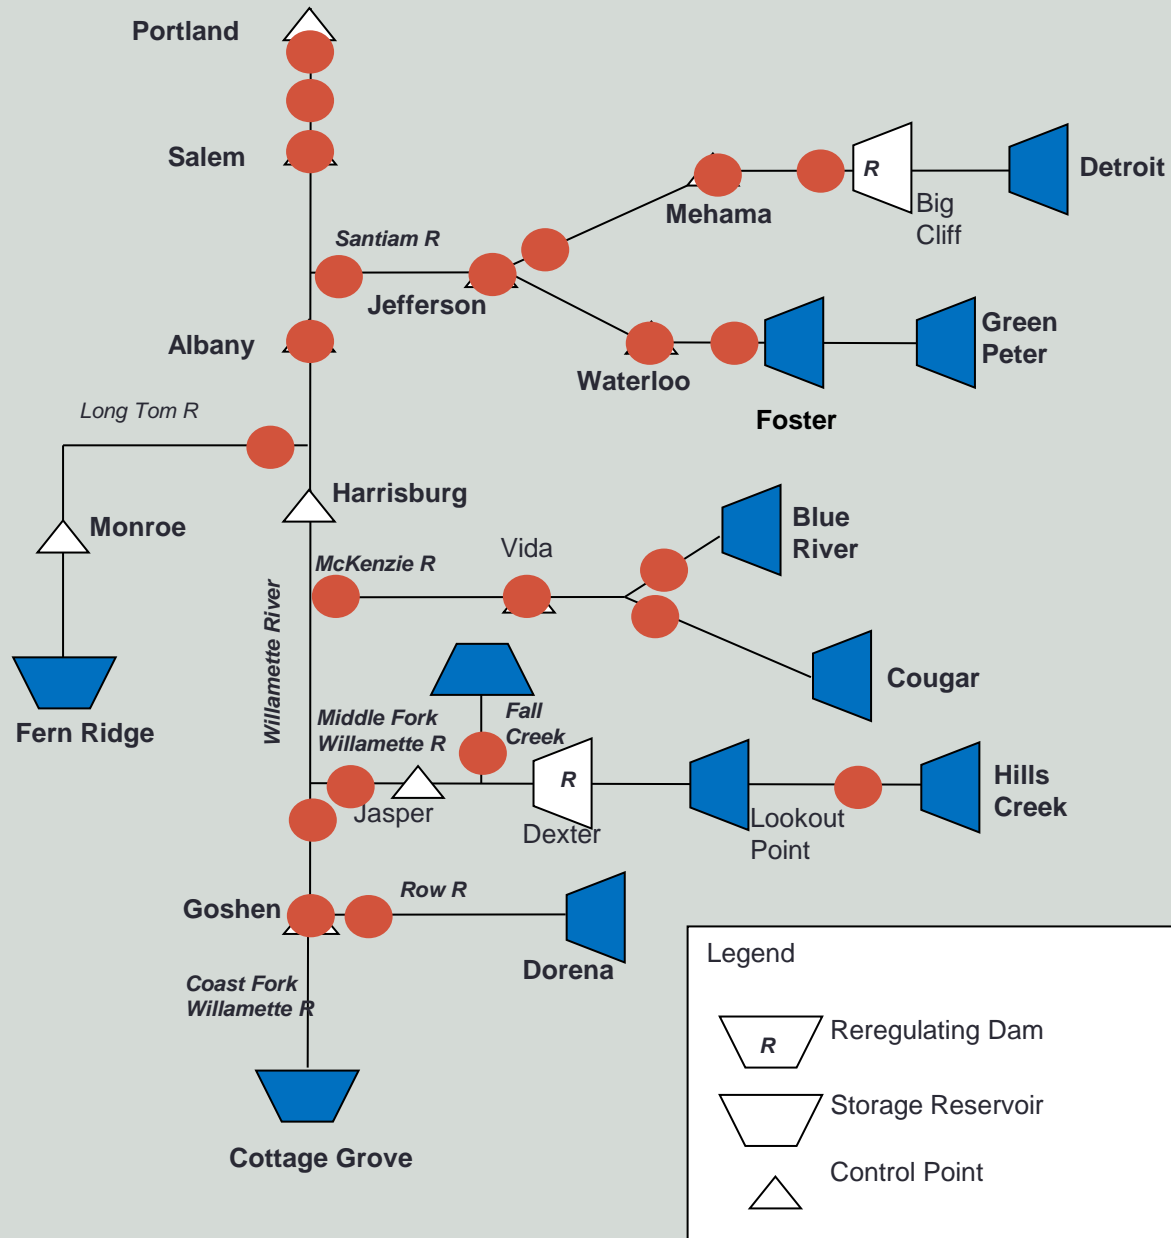 Portland
Salem
Detroit
R
Big
Cliff
Mehama
Santiam R
Jefferson
Green
Peter
Albany
Waterloo
Foster
Long Tom R
Harrisburg
Monroe
Blue
River
Vida
McKenzie R
Willamette River
Cougar
Fern Ridge
Middle Fork
Willamette R
Fall
Creek
R
Hills
Creek
Jasper
Dexter
Lookout
Point
Goshen
Row R
Dorena
Coast Fork
Willamette R
Cottage Grove
Legend
R
Reregulating Dam
Storage Reservoir
Control Point